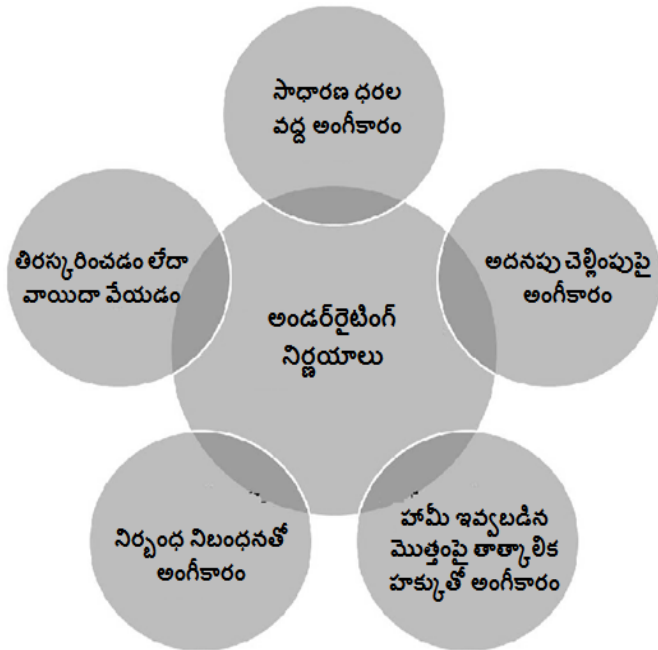 సాధారణ ధరల
వద్ద అంగీకారం
తిరస్కరించడం లేదా
వాయిదా వేయడం
అదనపు చెల్లింపుపై
అంగీకారం
అండర్‌రైటింగ్
నిర్ణయాలు
నిర్బంధ నిబంధనతో
అంగీకారం
హామీ ఇవ్వబడిన
మొత్తంపై తాత్కాలిక
హక్కుతో అంగీకారం